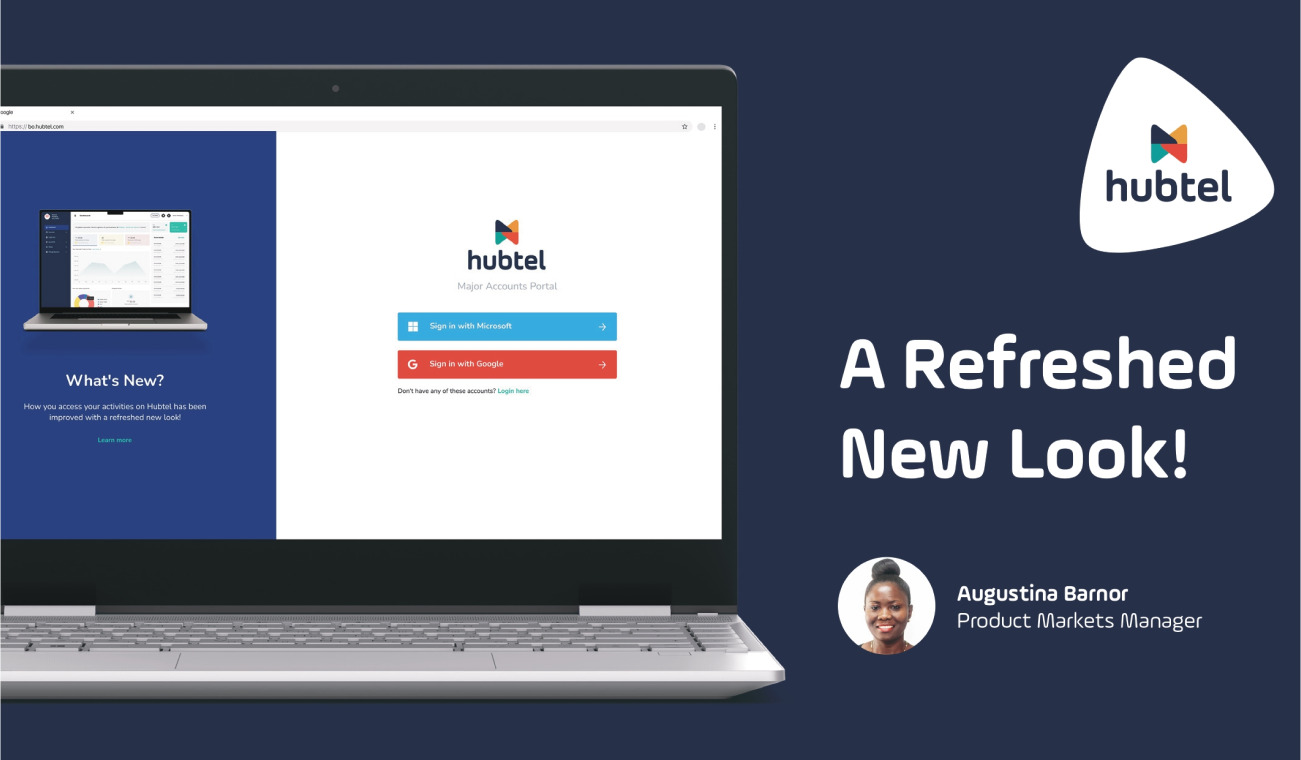 oogle
https://bo.hubtel.com
What's New?
How you access your activities on Hubtel has been
improved with a refreshed new look!
Learn more
hubtel
Major Accounts Portal
Sign in with Microsoft
G Sign in with Google
Don't have any of these accounts? Login here
hubtel
A Refreshed
New Look!
Augustina Barnor
Product Markets Manager